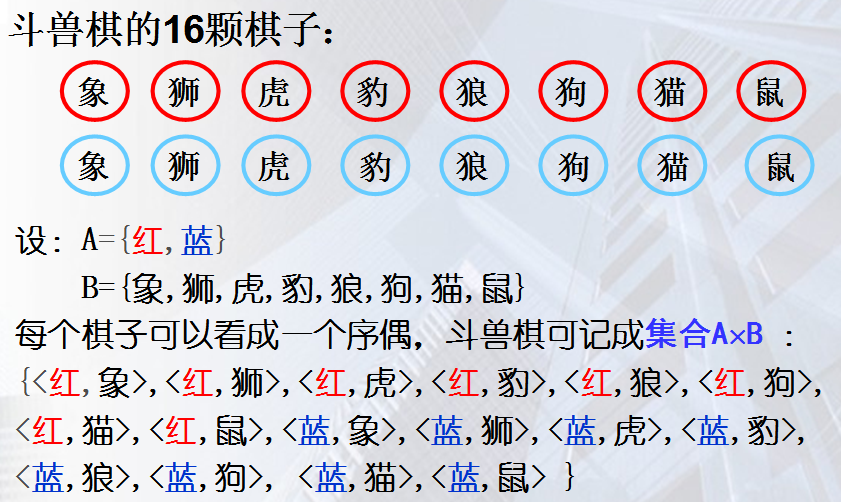 斗兽棋的16颗棋子：
象 狮 虎 豹 狼 狗 猫 鼠
象 狮 虎 豹 狼 狗 猫 鼠
设：A={红,蓝}
B={象,狮,虎,豹,狼,狗,猫,鼠}
每个棋子可以看成一个序偶，斗兽棋可记成集合A×B ：
{<红,象>,<红,狮>,<红,虎>,<红,豹>,<红,狼>,<红,狗>,
<红,猫>,<红,鼠>,<蓝,象>,<蓝,狮>,<蓝,虎>,<蓝,豹>,
<蓝,狼>,<蓝,狗>, <蓝,猫>,<蓝,鼠> }